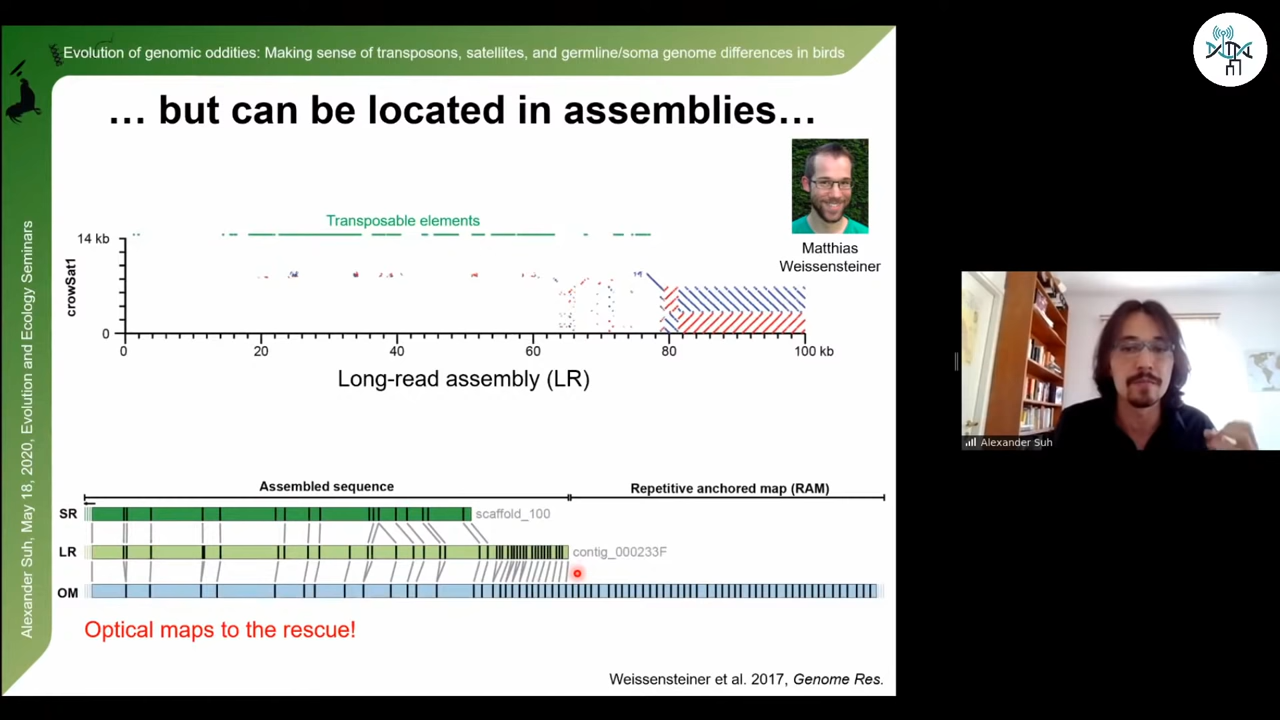 Evolution of genomic oddities: Making sense of transposons, satellites, and germline/soma genome differences in birds
… but can be located in assemblies…
Matthias
Weissensteiner
Transposable elements
14 kb
crowSat1
0
0
20
40
60
80
100 kb
Long-read assembly (LR)
Assembled sequence
Repetitive anchored map (RAM)
SR
scaffold_100
LR
contig_000233F
OM
Optical maps to the rescue!
Weissensteiner et al. 2017, Genome Res.
Alexander Suh, May 18, 2020, Evolution and Ecology Seminars
Alexander Suh